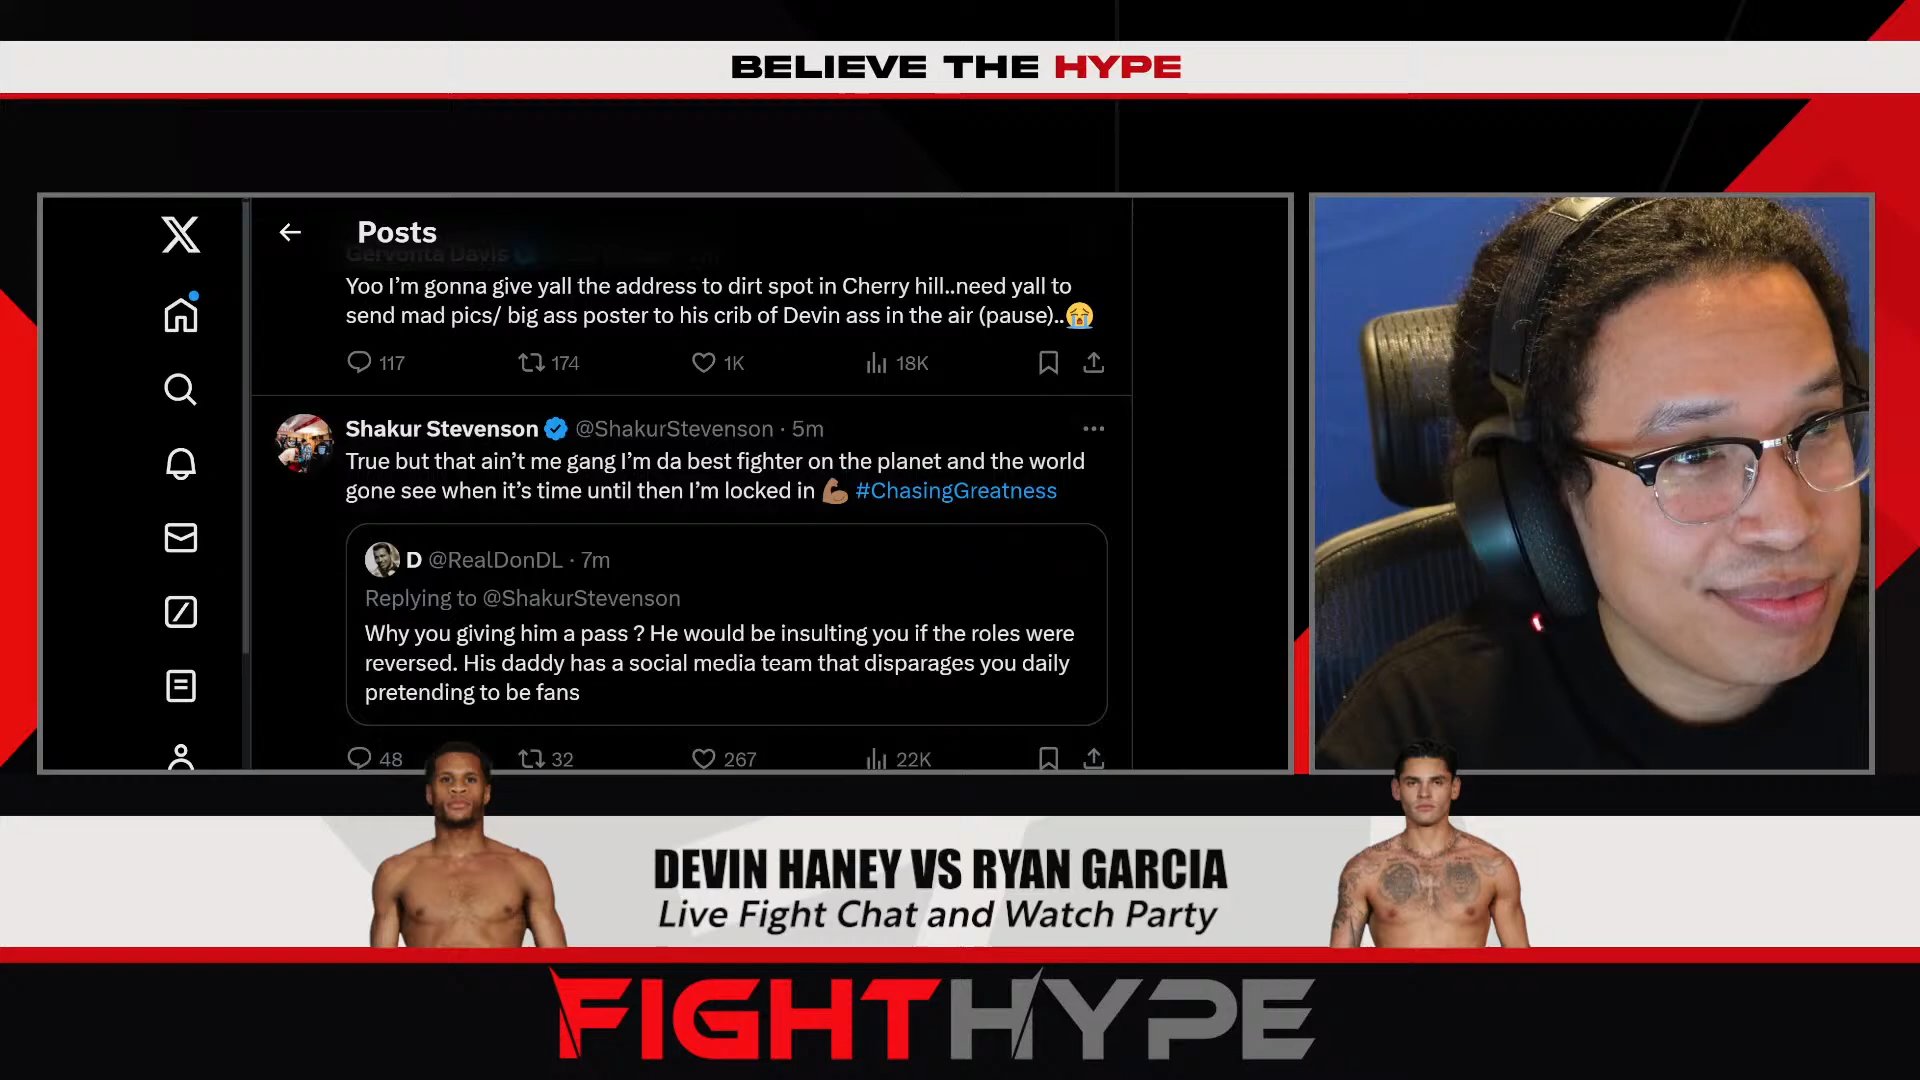 BELIEVE THE HYPE
Posts
Gervonta Davis
Yoo I’m gonna give yall the address to dirt spot in Cherry hill..need yall to
send mad pics/ big ass poster to his crib of Devin ass in the air (pause)..😭
117 174 1K 18K
Shakur Stevenson @ShakurStevenson · 5m
True but that ain’t me gang I’m da best fighter on the planet and the world
gone see when it’s time until then I’m locked in 💪🏽 #ChasingGreatness
D @RealDonDL · 7m
Replying to @ShakurStevenson
Why you giving him a pass ? He would be insulting you if the roles were
reversed. His daddy has a social media team that disparages you daily
pretending to be fans
48 32 267 22K
DEVIN HANEY VS RYAN GARCIA
Live Fight Chat and Watch Party
FIGHTHYPE